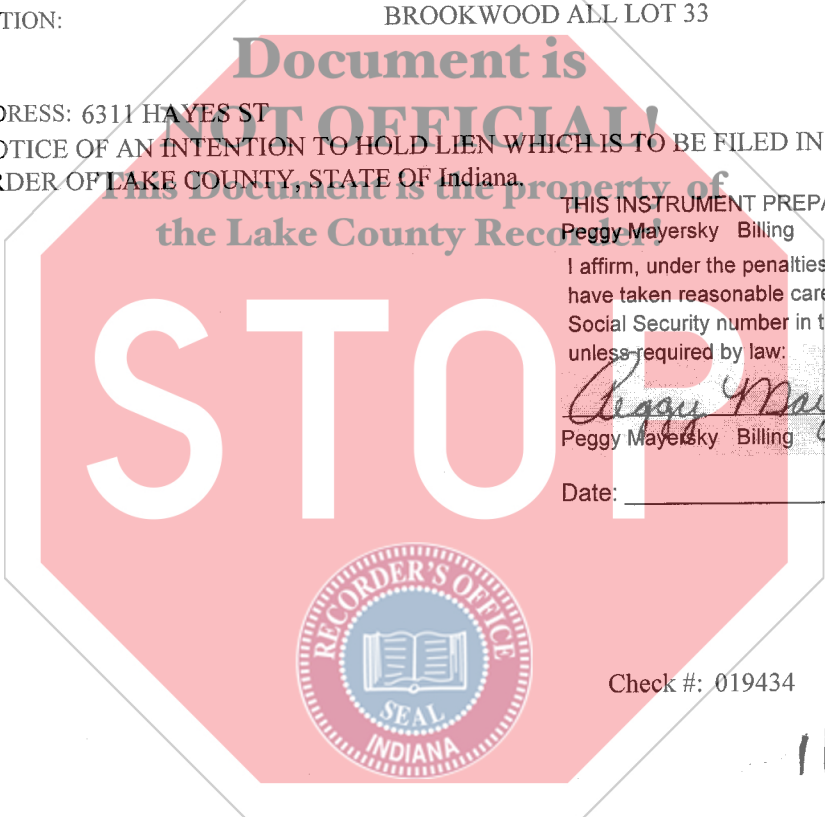 TION:
BROOKWOOD ALL LOT 33
Document is
DRESS: 6311 HAYES ST
NOT OFFICIAL!
OTICE OF AN INTENTION TO HOLD LIEN WHICH IS TO BE FILED IN
RDER OF LAKE COUNTY, STATE OF Indiana.
This Document is the property of
the Lake County Recorder!
THIS INSTRUMENT PREPA
Peggy Mayersky Billing
I affirm, under the penalties
have taken reasonable care
Social Security number in t
unless required by law:
Peggy May
Peggy Mayersky Billing
Date:
STOP
RECORDER'S OFFICE
SEAL
INDIANA
Check #: 019434